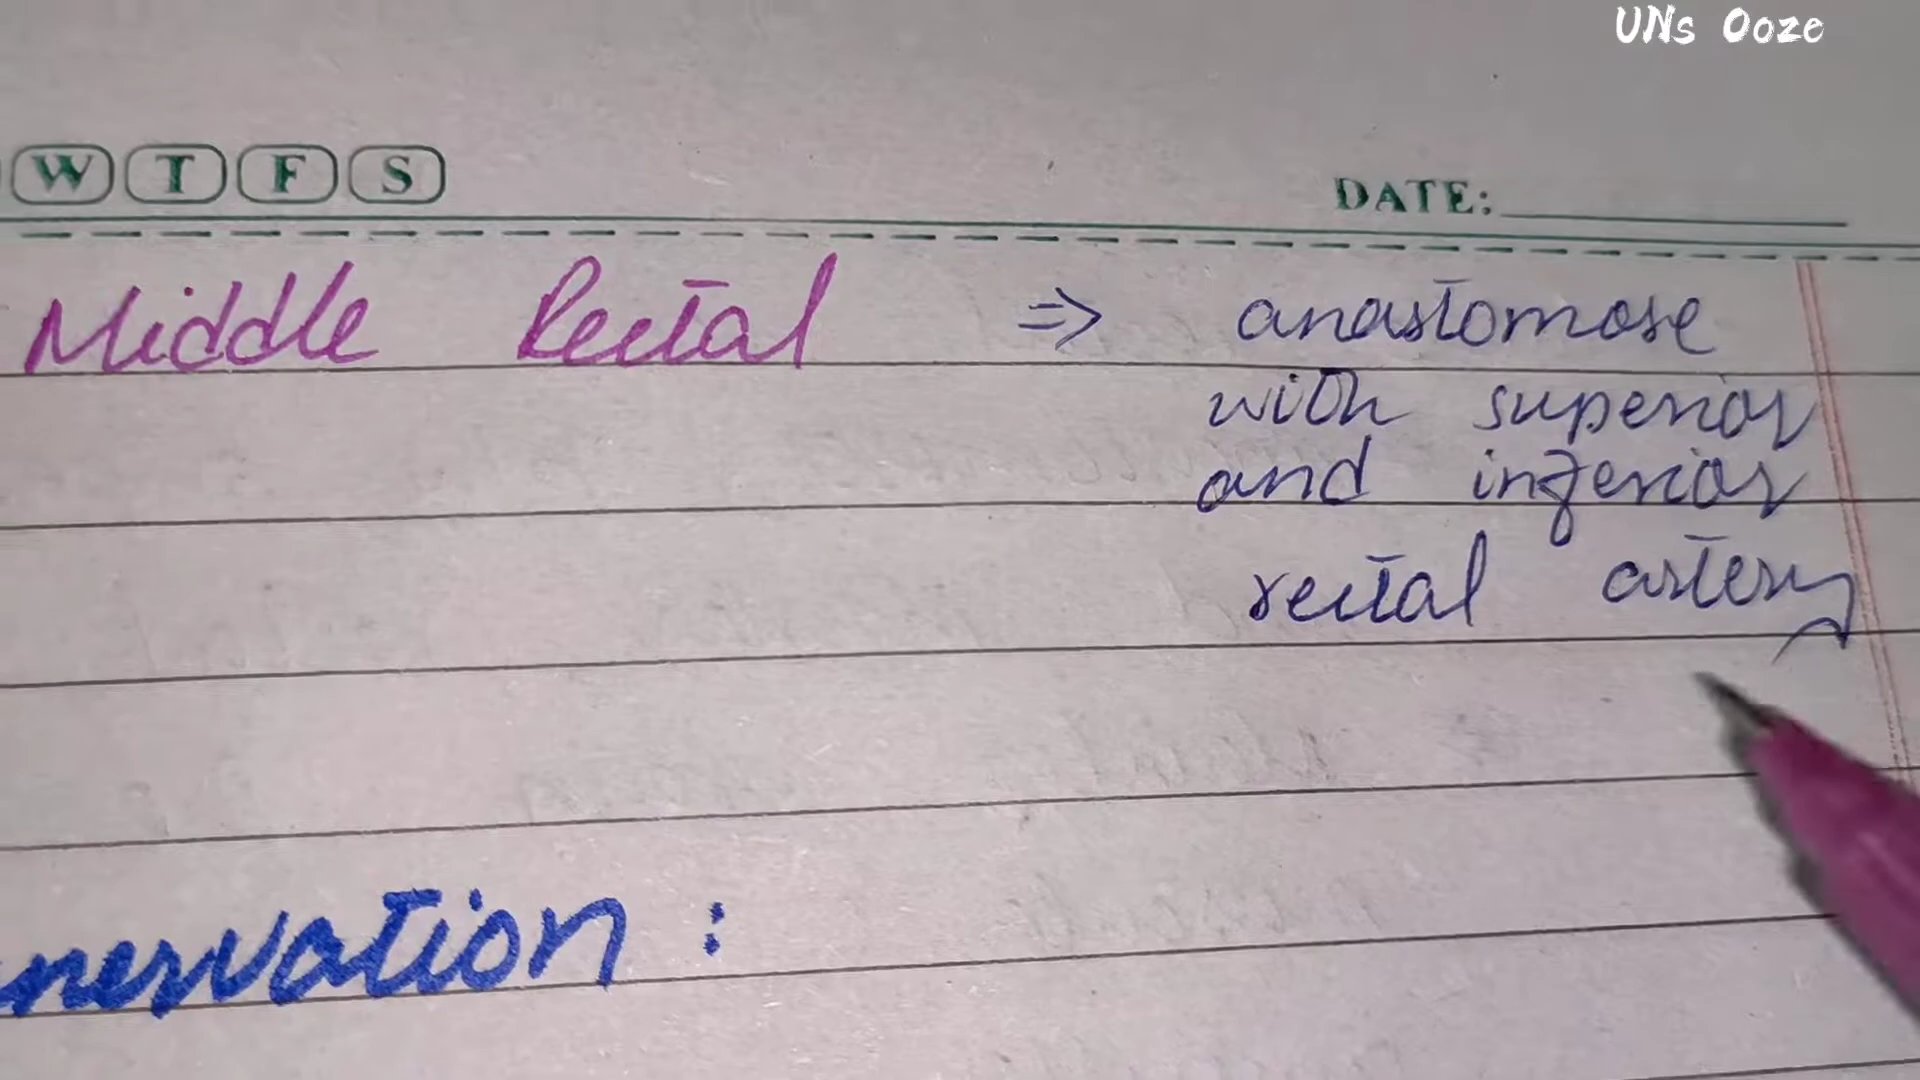 UNs Ooze
W T F S
DATE:
Middle Rectal ⇒ anastomose
with superior
and inferior
rectal artery
nervation :